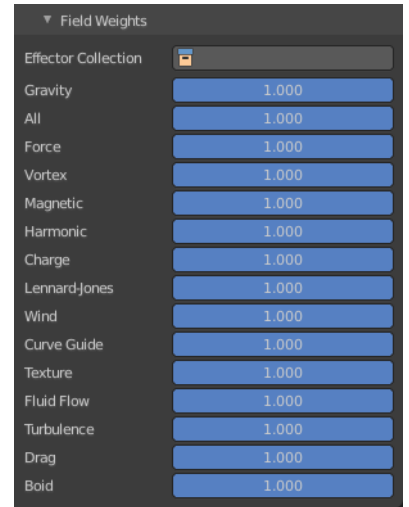 Field Weights
Effector Collection
Gravity 1.000
All 1.000
Force 1.000
Vortex 1.000
Magnetic 1.000
Harmonic 1.000
Charge 1.000
Lennard-Jones 1.000
Wind 1.000
Curve Guide 1.000
Texture 1.000
Fluid Flow 1.000
Turbulence 1.000
Drag 1.000
Boid 1.000